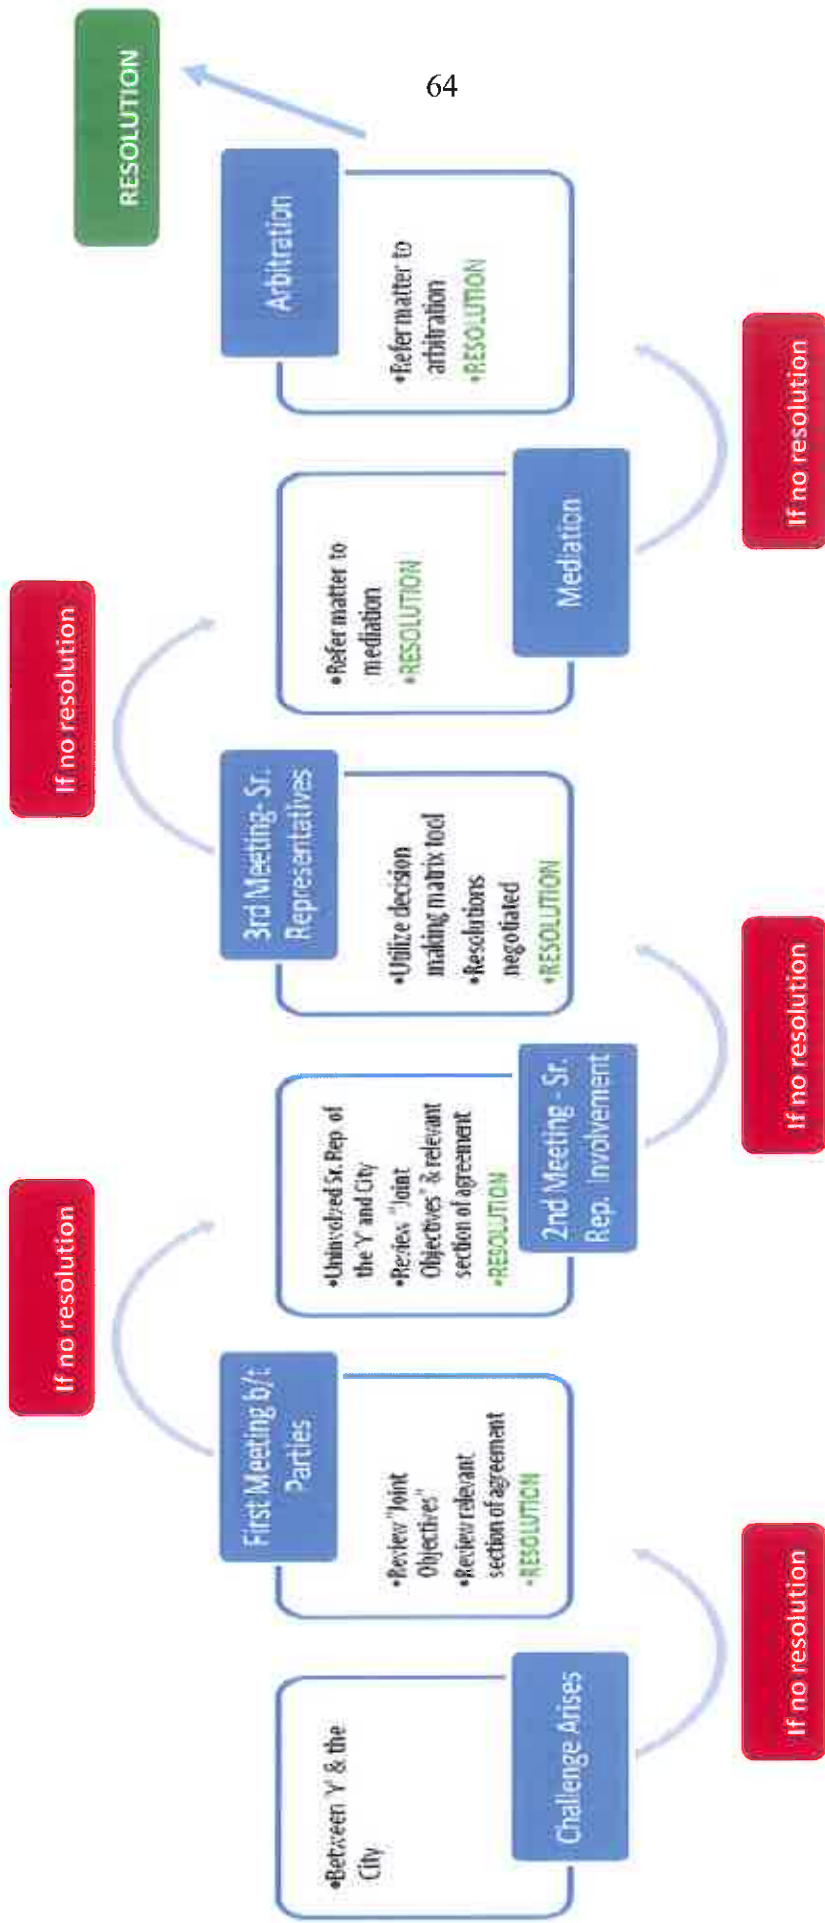 64
Challenge Arises
•Between 'Y' & the
City
If no resolution
First Meeting b/t
Parties
•Review "Joint
Objectives"
•Review relevant
section of agreement
•RESOLUTION
If no resolution
2nd Meeting - Sr.
Rep. Involvement
•Uninvolved Sr. Rep. of
the 'Y' and City
•Review "Joint
Objectives" & relevant
section of agreement
•RESOLUTION
If no resolution
3rd Meeting- Sr.
Representatives
•Utilize decision
making matrix tool
•Resolutions
negotiated
•RESOLUTION
If no resolution
Mediation
•Refer matter to
mediation
•RESOLUTION
If no resolution
Arbitration
•Refer matter to
arbitration
•RESOLUTION
RESOLUTION